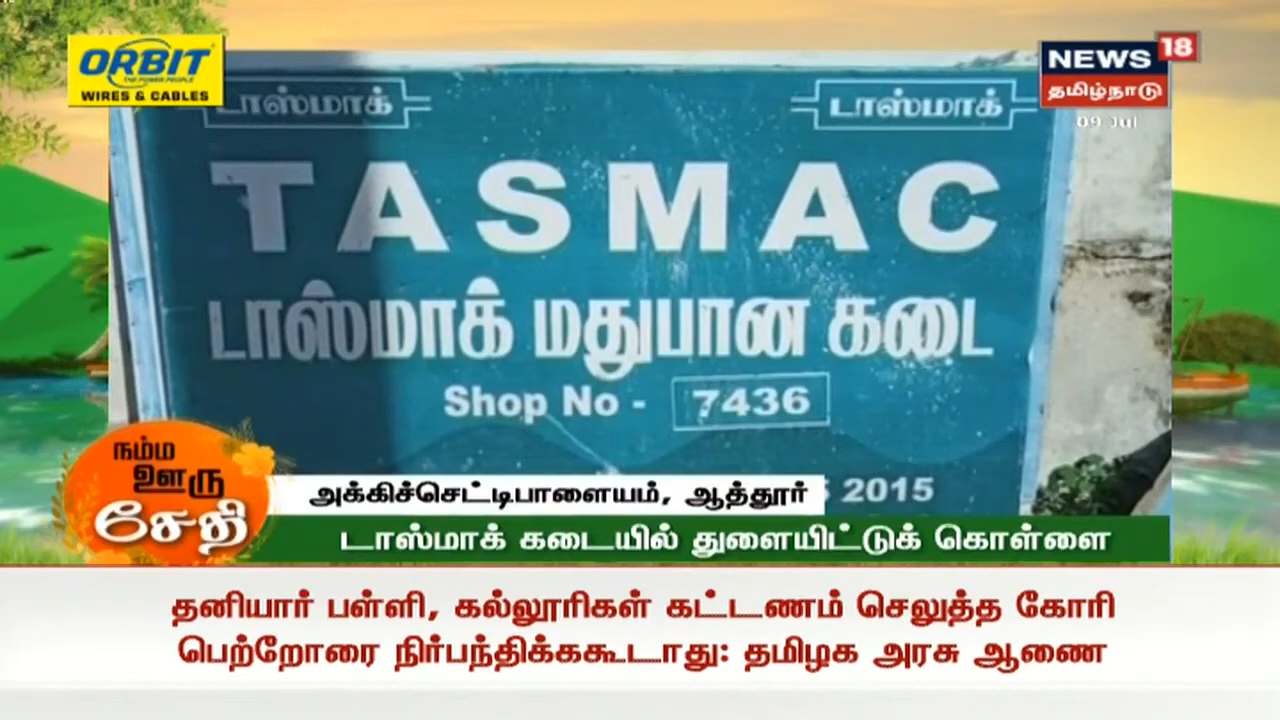 ORBIT
THE POWER PEOPLE
WIRES & CABLES
NEWS 18
தமிழ்நாடு
09 Jul
டாஸ்மாக்
டாஸ்மாக்
TASMAC
டாஸ்மாக் மதுபான கடை
Shop No - 7436
2015
நம்ம
ஊரு
சேதி
அக்கிச்செட்டிபாளையம், ஆத்தூர்
டாஸ்மாக் கடையில் துளையிட்டுக் கொள்ளை
தனியார் பள்ளி, கல்லூரிகள் கட்டணம் செலுத்த கோரி
பெற்றோரை நிர்பந்திக்ககூடாது: தமிழக அரசு ஆணை